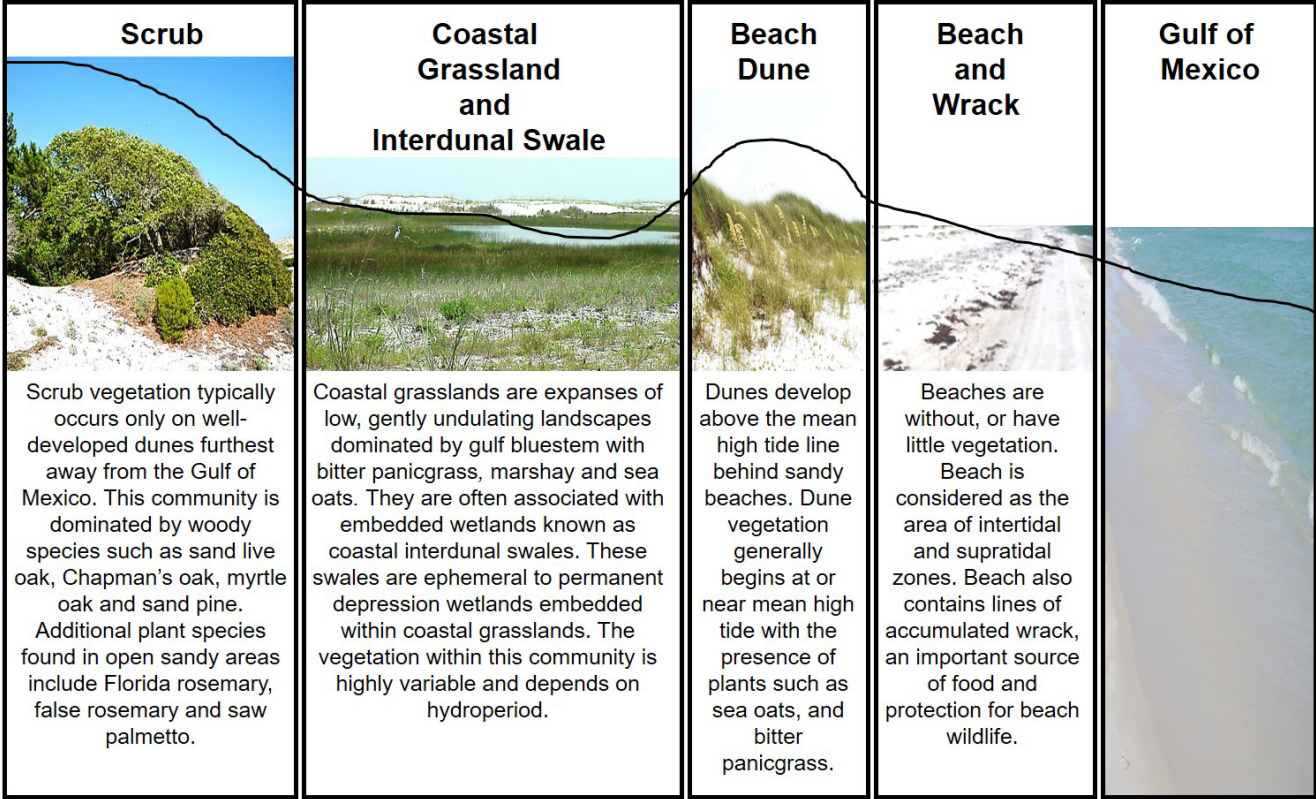 Scrub
Scrub vegetation typically
occurs only on well-
developed dunes furthest
away from the Gulf of
Mexico. This community is
dominated by woody
species such as sand live
oak, Chapman's oak, myrtle
oak and sand pine.
Additional plant species
found in open sandy areas
include Florida rosemary,
false rosemary and saw
palmetto.
Coastal
Grassland
and
Interdunal Swale
Coastal grasslands are expanses of
low, gently undulating landscapes
dominated by gulf bluestem with
bitter panicgrass, marshay and sea
oats. They are often associated with
embedded wetlands known as
coastal interdunal swales. These
swales are ephemeral to permanent
depression wetlands embedded
within coastal grasslands. The
vegetation within this community is
highly variable and depends on
hydroperiod.
Beach
Dune
Dunes develop
above the mean
high tide line
behind sandy
beaches. Dune
vegetation
generally
begins at or
near mean high
tide with the
presence of
plants such as
sea oats, and
bitter
panicgrass.
Beach
and
Wrack
Beaches are
without, or have
little vegetation.
Beach is
considered as the
area of intertidal
and supratidal
zones. Beach also
contains lines of
accumulated wrack,
an important source
of food and
protection for beach
wildlife.
Gulf of
Mexico